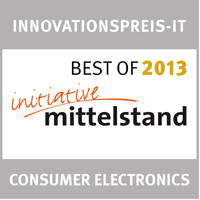 INNOVATIONSPREIS-IT
BEST OF 2013
initiative
mittelstand
CONSUMER ELECTRONICS